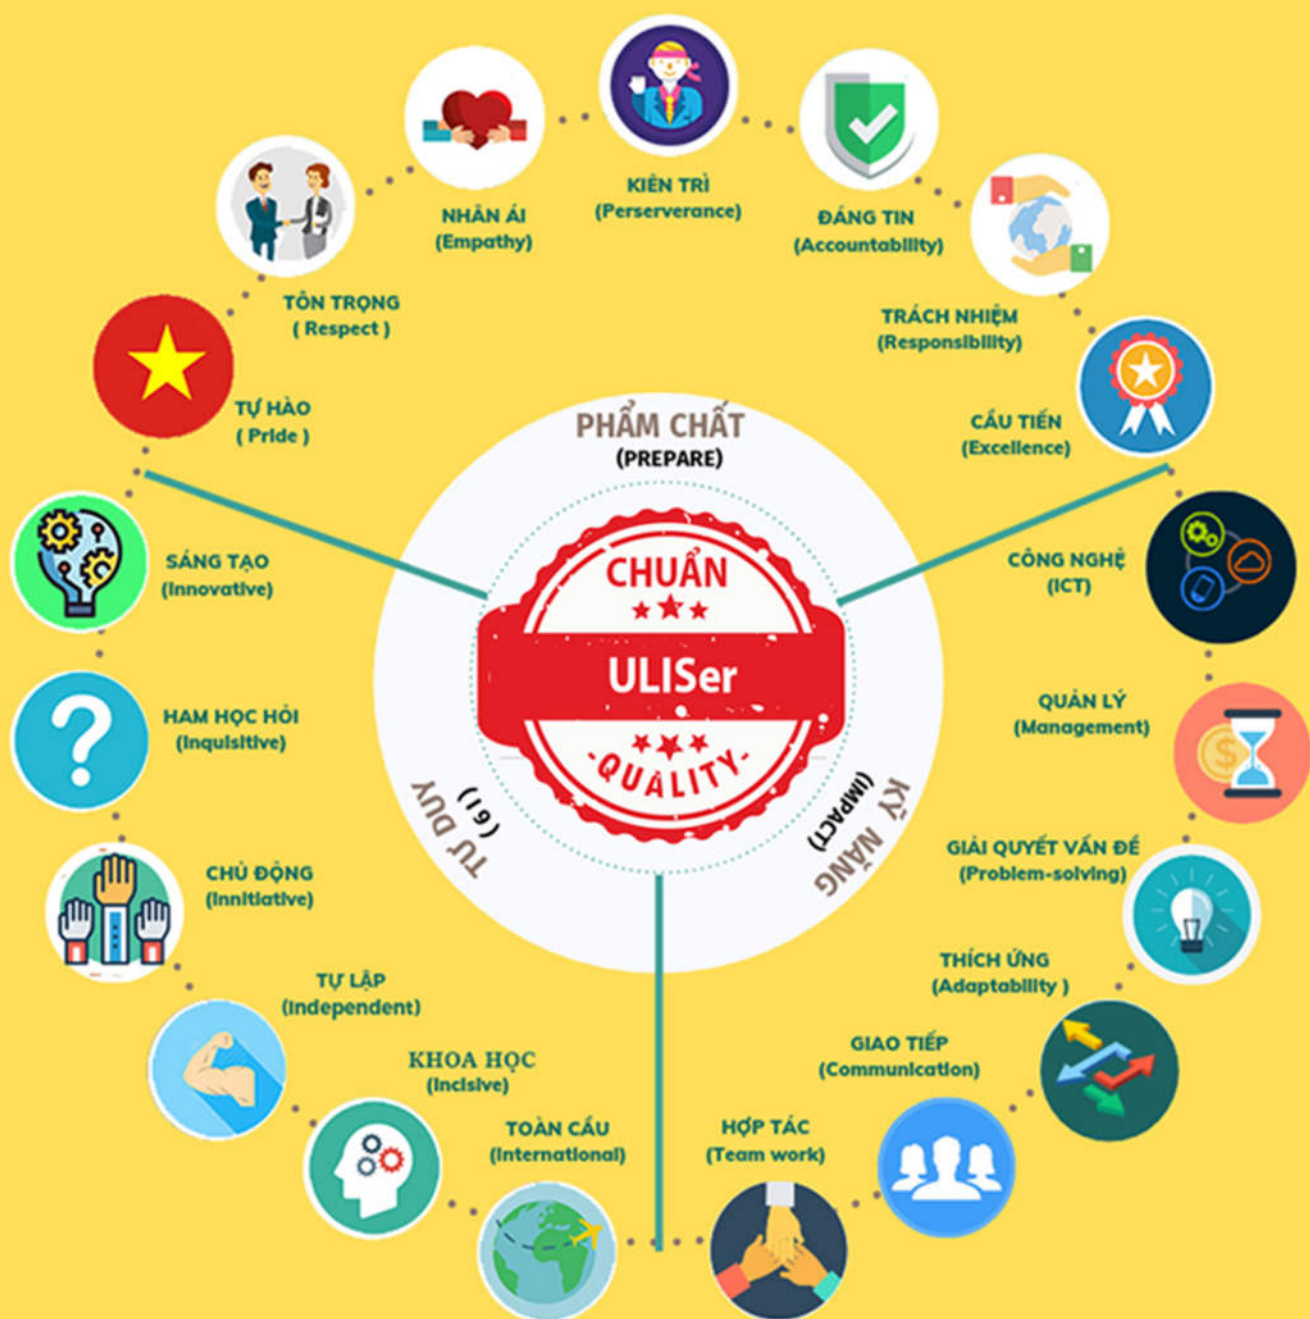 KIÊN TRÌ
(Perserverance)
NHÂN ÁI
(Empathy)
ĐÁNG TIN
(Accountability)
TÔN TRỌNG
( Respect )
TRÁCH NHIỆM
(Responsibility)
TỰ HÀO
( Pride )
CẦU TIẾN
(Excellence)
PHẨM CHẤT
(PREPARE)
CHUẨN
ULISer
-QUALITY-
TƯ DUY
(6I)
KỸ NĂNG
(IMPACT)
SÁNG TẠO
(Innovative)
CÔNG NGHỆ
(ICT)
HAM HỌC HỎI
(Inquisitive)
QUẢN LÝ
(Management)
CHỦ ĐỘNG
(Innitiative)
GIẢI QUYẾT VẤN ĐỀ
(Problem-solving)
TỰ LẬP
(Independent)
THÍCH ỨNG
(Adaptability )
KHOA HỌC
(Incisive)
GIAO TIẾP
(Communication)
TOÀN CẦU
(International)
HỢP TÁC
(Team work)